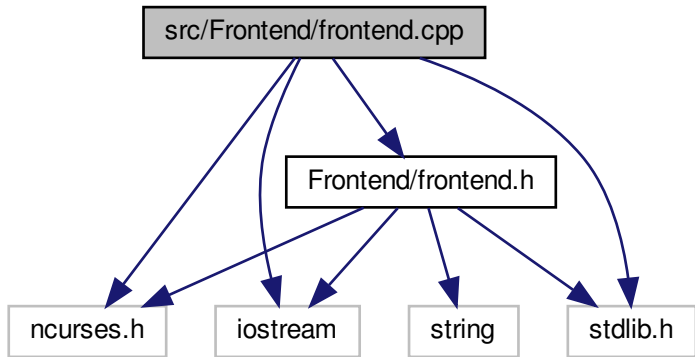 src/Frontend/frontend.cpp
Frontend/frontend.h
ncurses.h
iostream
string
stdlib.h